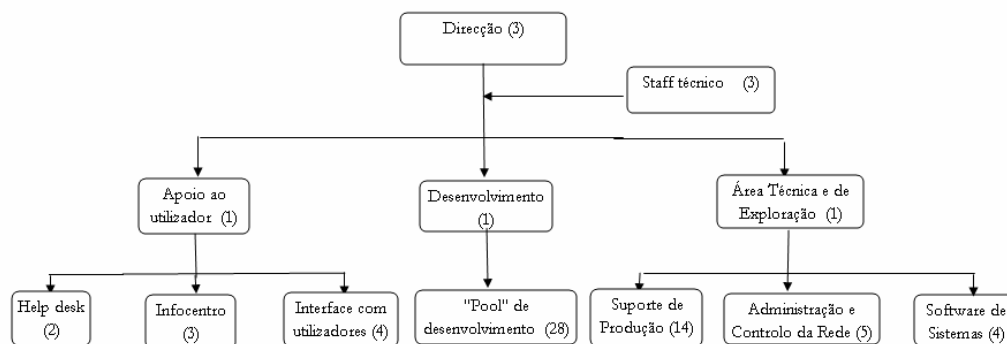 Direcção (3)
Staff técnico (3)
Apoio ao
utilizador (1)
Desenvolvimento
(1)
Área Técnica e de
Exploração (1)
Help desk
(2)
Infocentro
(3)
Interface com
utilizadores (4)
"Pool" de
desenvolvimento (28)
Suporte de
Produção (14)
Administração e
Controlo da Rede (5)
Software de
Sistemas (4)